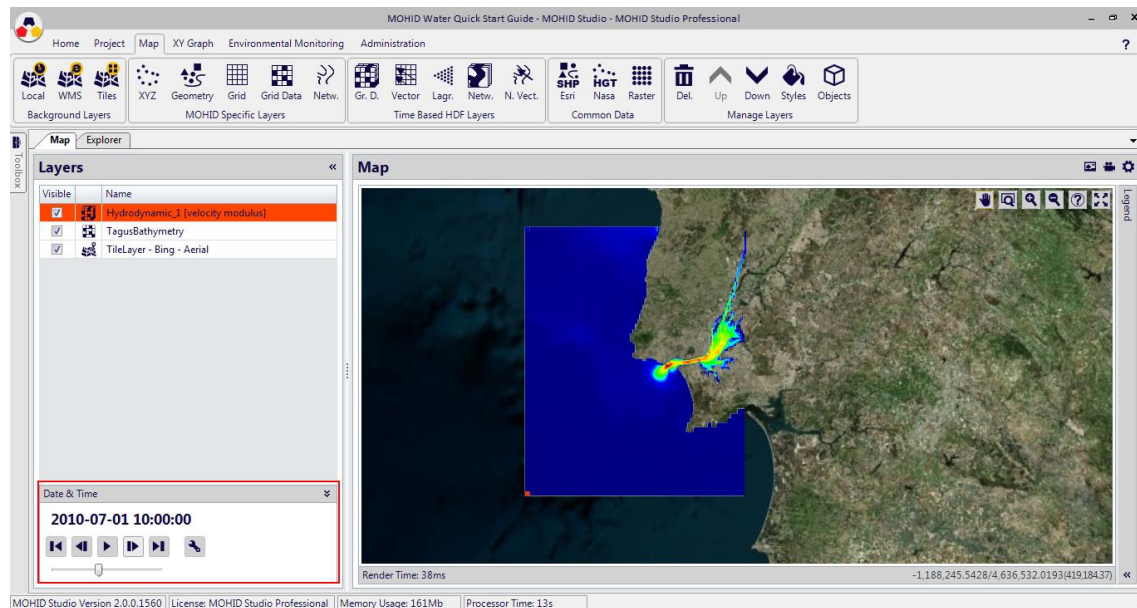 MOHID Water Quick Start Guide - MOHID Studio - MOHID Studio Professional
Home Project Map XY Graph Environmental Monitoring Administration
Local WMS Tiles XYZ Geometry Grid Grid Data Netw. Gr. D. Vector Lagr. Netw. N. Vect. SHP Esri HGT Nasa Raster Del. Up Down Styles Objects
Background Layers MOHID Specific Layers Time Based HDF Layers Common Data Manage Layers
Toolbox
Map Explorer
Layers
Visible Name
Hydrodynamic_1 [velocity modulus]
TagusBathymetry
TileLayer - Bing - Aerial
Date & Time
2010-07-01 10:00:00
Map
Legend
Render Time: 38ms
-1,188,245.5428/4,636,532.0193(419,184.37)
MOHID Studio Version 2.0.0.1560 License: MOHID Studio Professional Memory Usage: 161Mb Processor Time: 13s